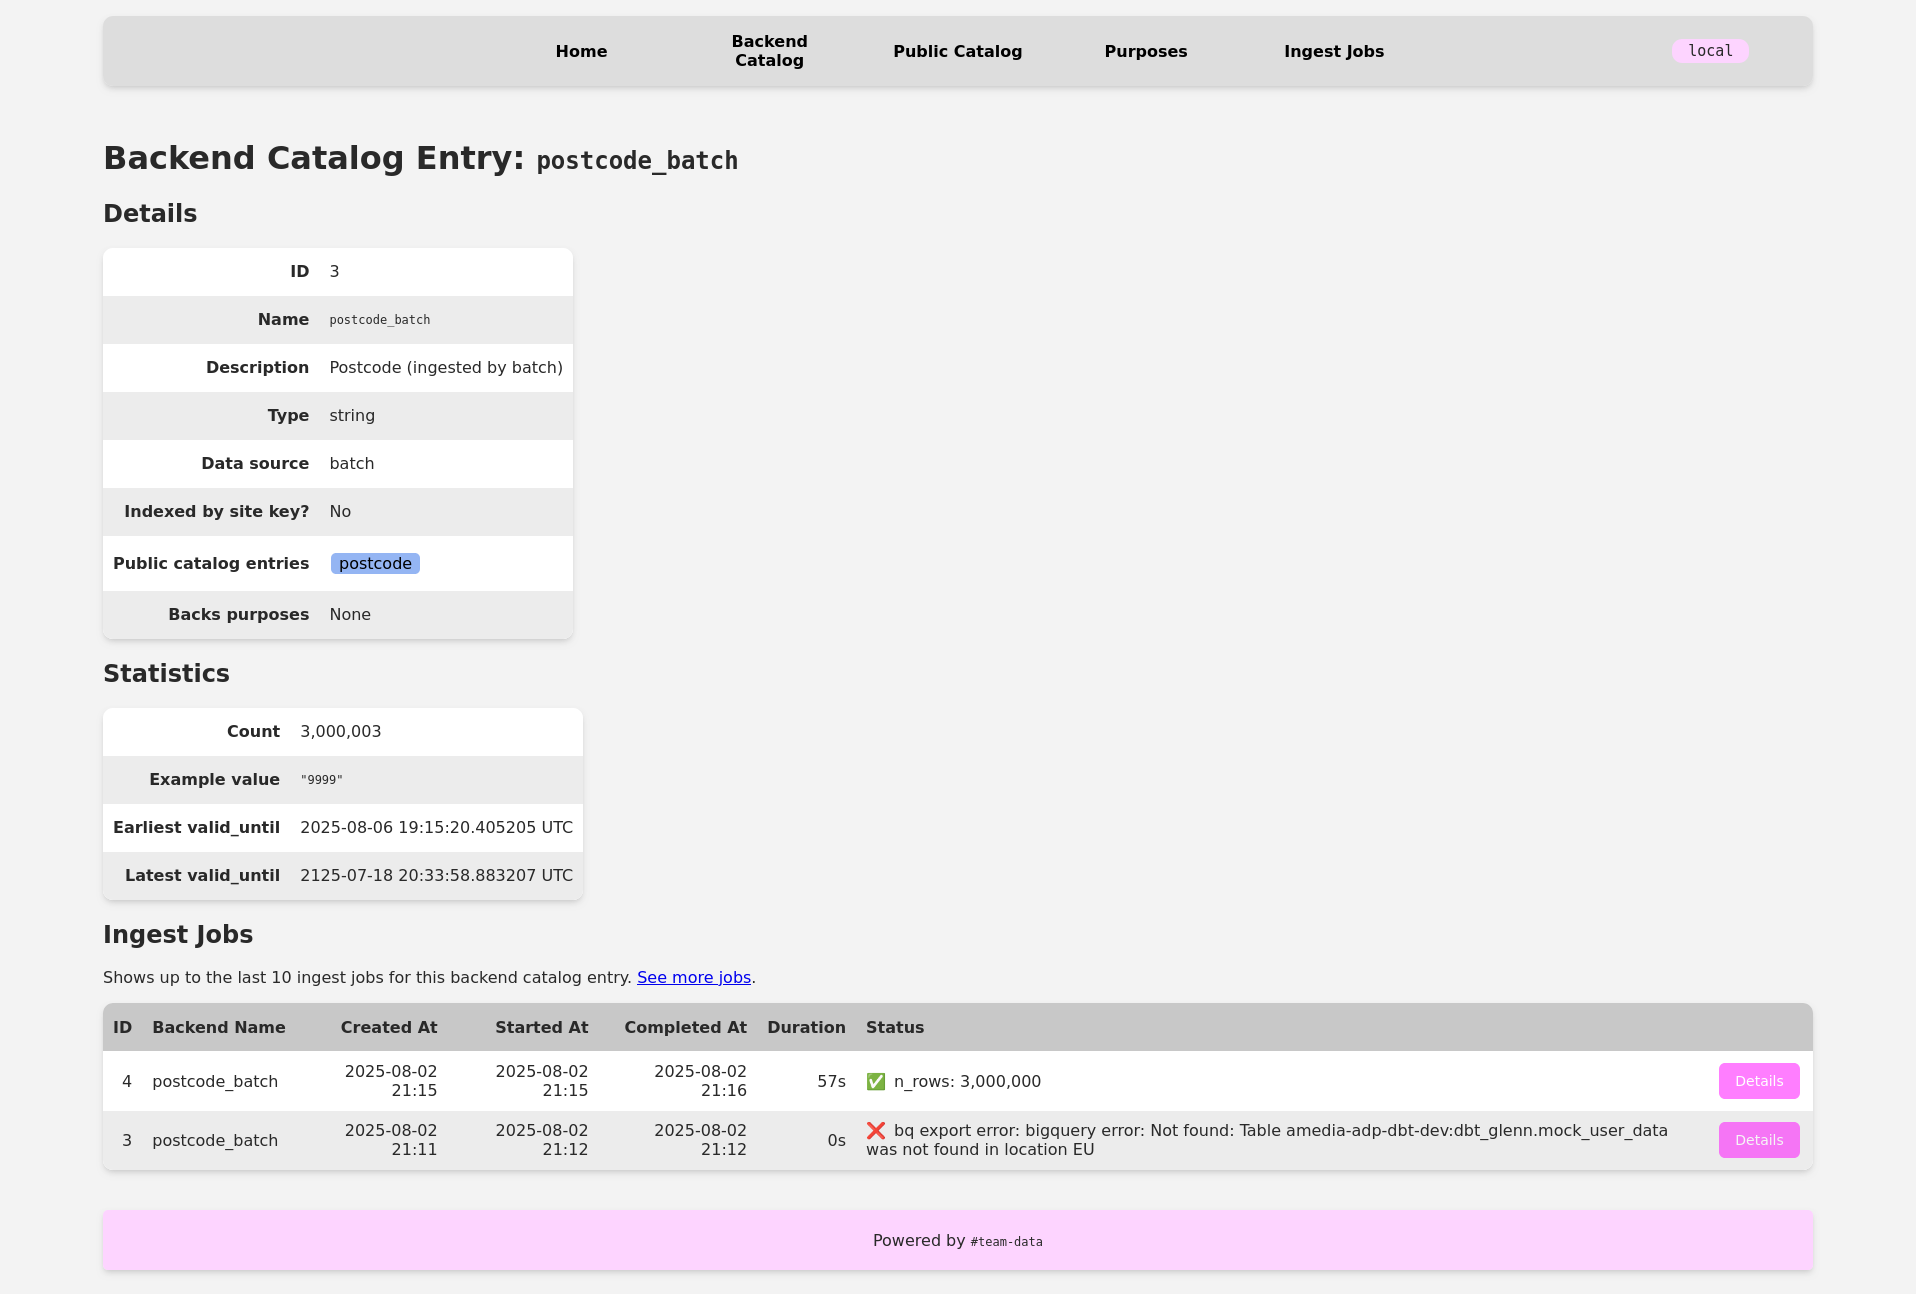 Home
Backend
Catalog
Public Catalog
Purposes
Ingest Jobs
local
Backend Catalog Entry: postcode_batch
Details
ID 3
Name postcode_batch
Description Postcode (ingested by batch)
Type string
Data source batch
Indexed by site key? No
Public catalog entries postcode
Backs purposes None
Statistics
Count 3,000,003
Example value "9999"
Earliest valid_until 2025-08-06 19:15:20.405205 UTC
Latest valid_until 2125-07-18 20:33:58.883207 UTC
Ingest Jobs
Shows up to the last 10 ingest jobs for this backend catalog entry. See more jobs.
ID Backend Name Created At Started At Completed At Duration Status
4 postcode_batch 2025-08-02 2025-08-02 2025-08-02 57s ✅ n_rows: 3,000,000 Details
21:15 21:15 21:16
3 postcode_batch 2025-08-02 2025-08-02 2025-08-02 0s ❌ bq export error: bigquery error: Not found: Table amedia-adp-dbt-dev:dbt_glenn.mock_user_data Details
21:11 21:12 21:12 was not found in location EU
Powered by #team-data